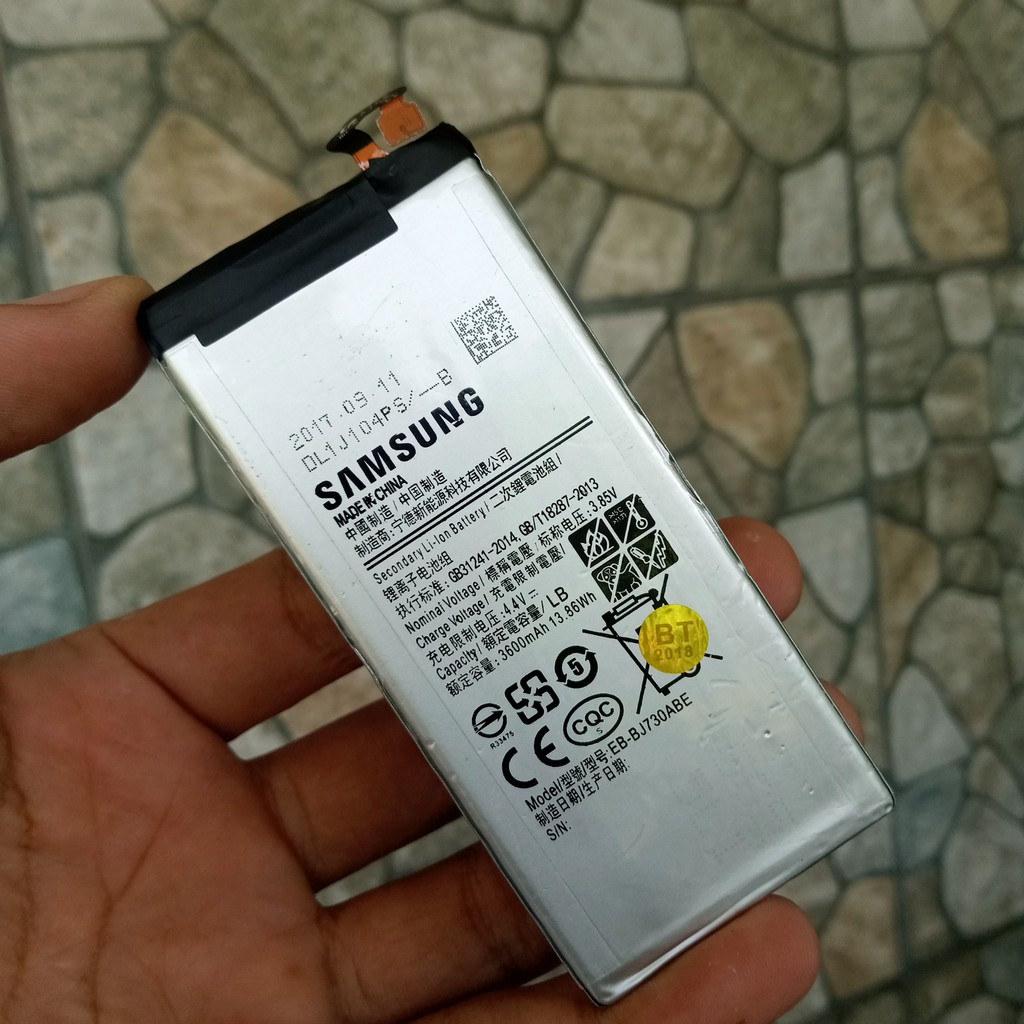 2017.09.11
DL1J104PS/--B
SAMSUNG
MADE IN CHINA
中國製造/中国制造
制造商: 宁德新能源科技有限公司
Secondary Li-Ion Battery/二次鋰電池組/
锂离子电池组
执行标准: GB31241-2014, GB/T18287-2013
Nominal Voltage/標稱電壓/标称电压: 3.85V
Charge Voltage/充電限制電壓/
充电限制电压: 4.4V
Capacity/額定電容量/LB
额定容量: 3600mAh 13.86Wh
BT
2018
5
R33475
CE
CQC
S
Model/型號/型号: EB-BJ730ABE
制造日期/生产日期:
S/N: